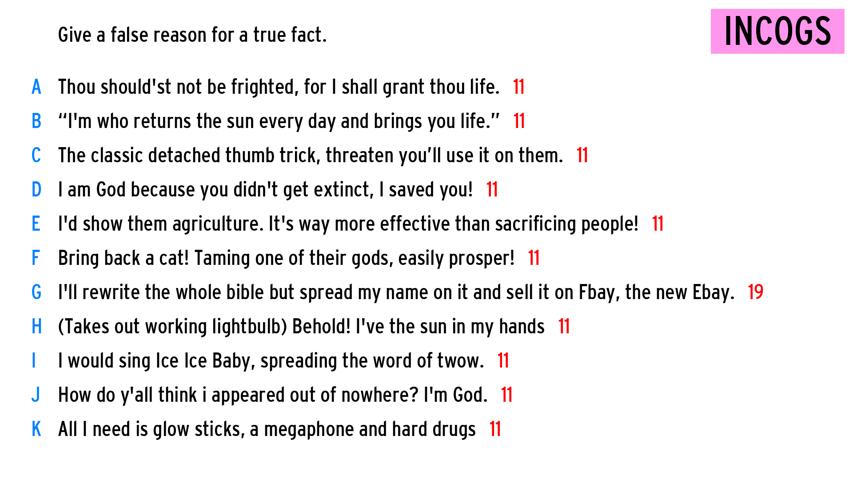 Give a false reason for a true fact.
INCOGS
A Thou should'st not be frighted, for I shall grant thou life. 11
B “I'm who returns the sun every day and brings you life.” 11
C The classic detached thumb trick, threaten you’ll use it on them. 11
D I am God because you didn't get extinct, I saved you! 11
E I'd show them agriculture. It's way more effective than sacrificing people! 11
F Bring back a cat! Taming one of their gods, easily prosper! 11
G I'll rewrite the whole bible but spread my name on it and sell it on Fbay, the new Ebay. 19
H (Takes out working lightbulb) Behold! I've the sun in my hands 11
I I would sing Ice Ice Baby, spreading the word of twow. 11
J How do y'all think i appeared out of nowhere? I'm God. 11
K All I need is glow sticks, a megaphone and hard drugs 11